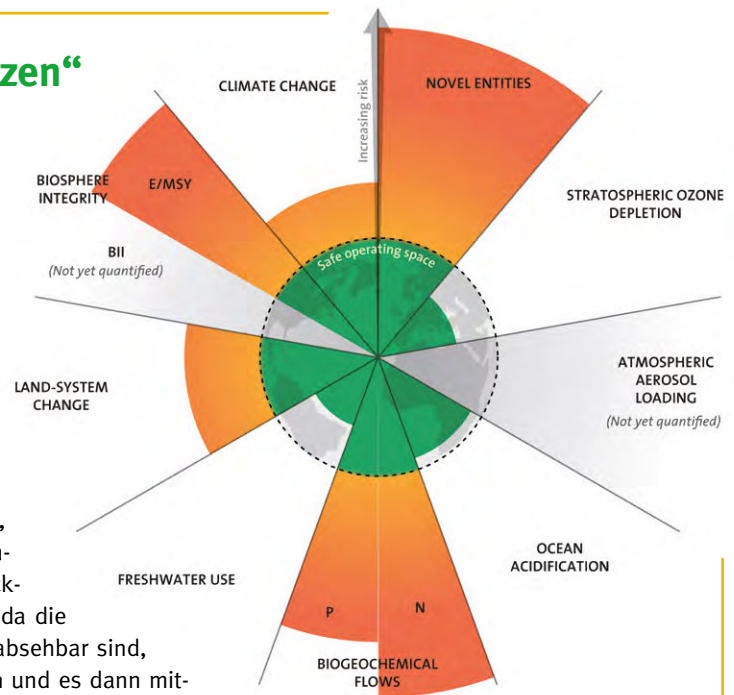 zen“
CLIMATE CHANGE
NOVEL ENTITIES
Increasing risk
BIOSPHERE
INTEGRITY
E/MSY
STRATOSPHERIC OZONE
DEPLETION
BII
(Not yet quantified)
Safe operating space
ATMOSPHERIC
AEROSOL
LOADING
(Not yet quantified)
LAND-SYSTEM
CHANGE
OCEAN
ACIDIFICATION
FRESHWATER USE
P
N
BIOGEOCHEMICAL
FLOWS
,
-
ck-
da die
absehbar sind,
n und es dann mit-